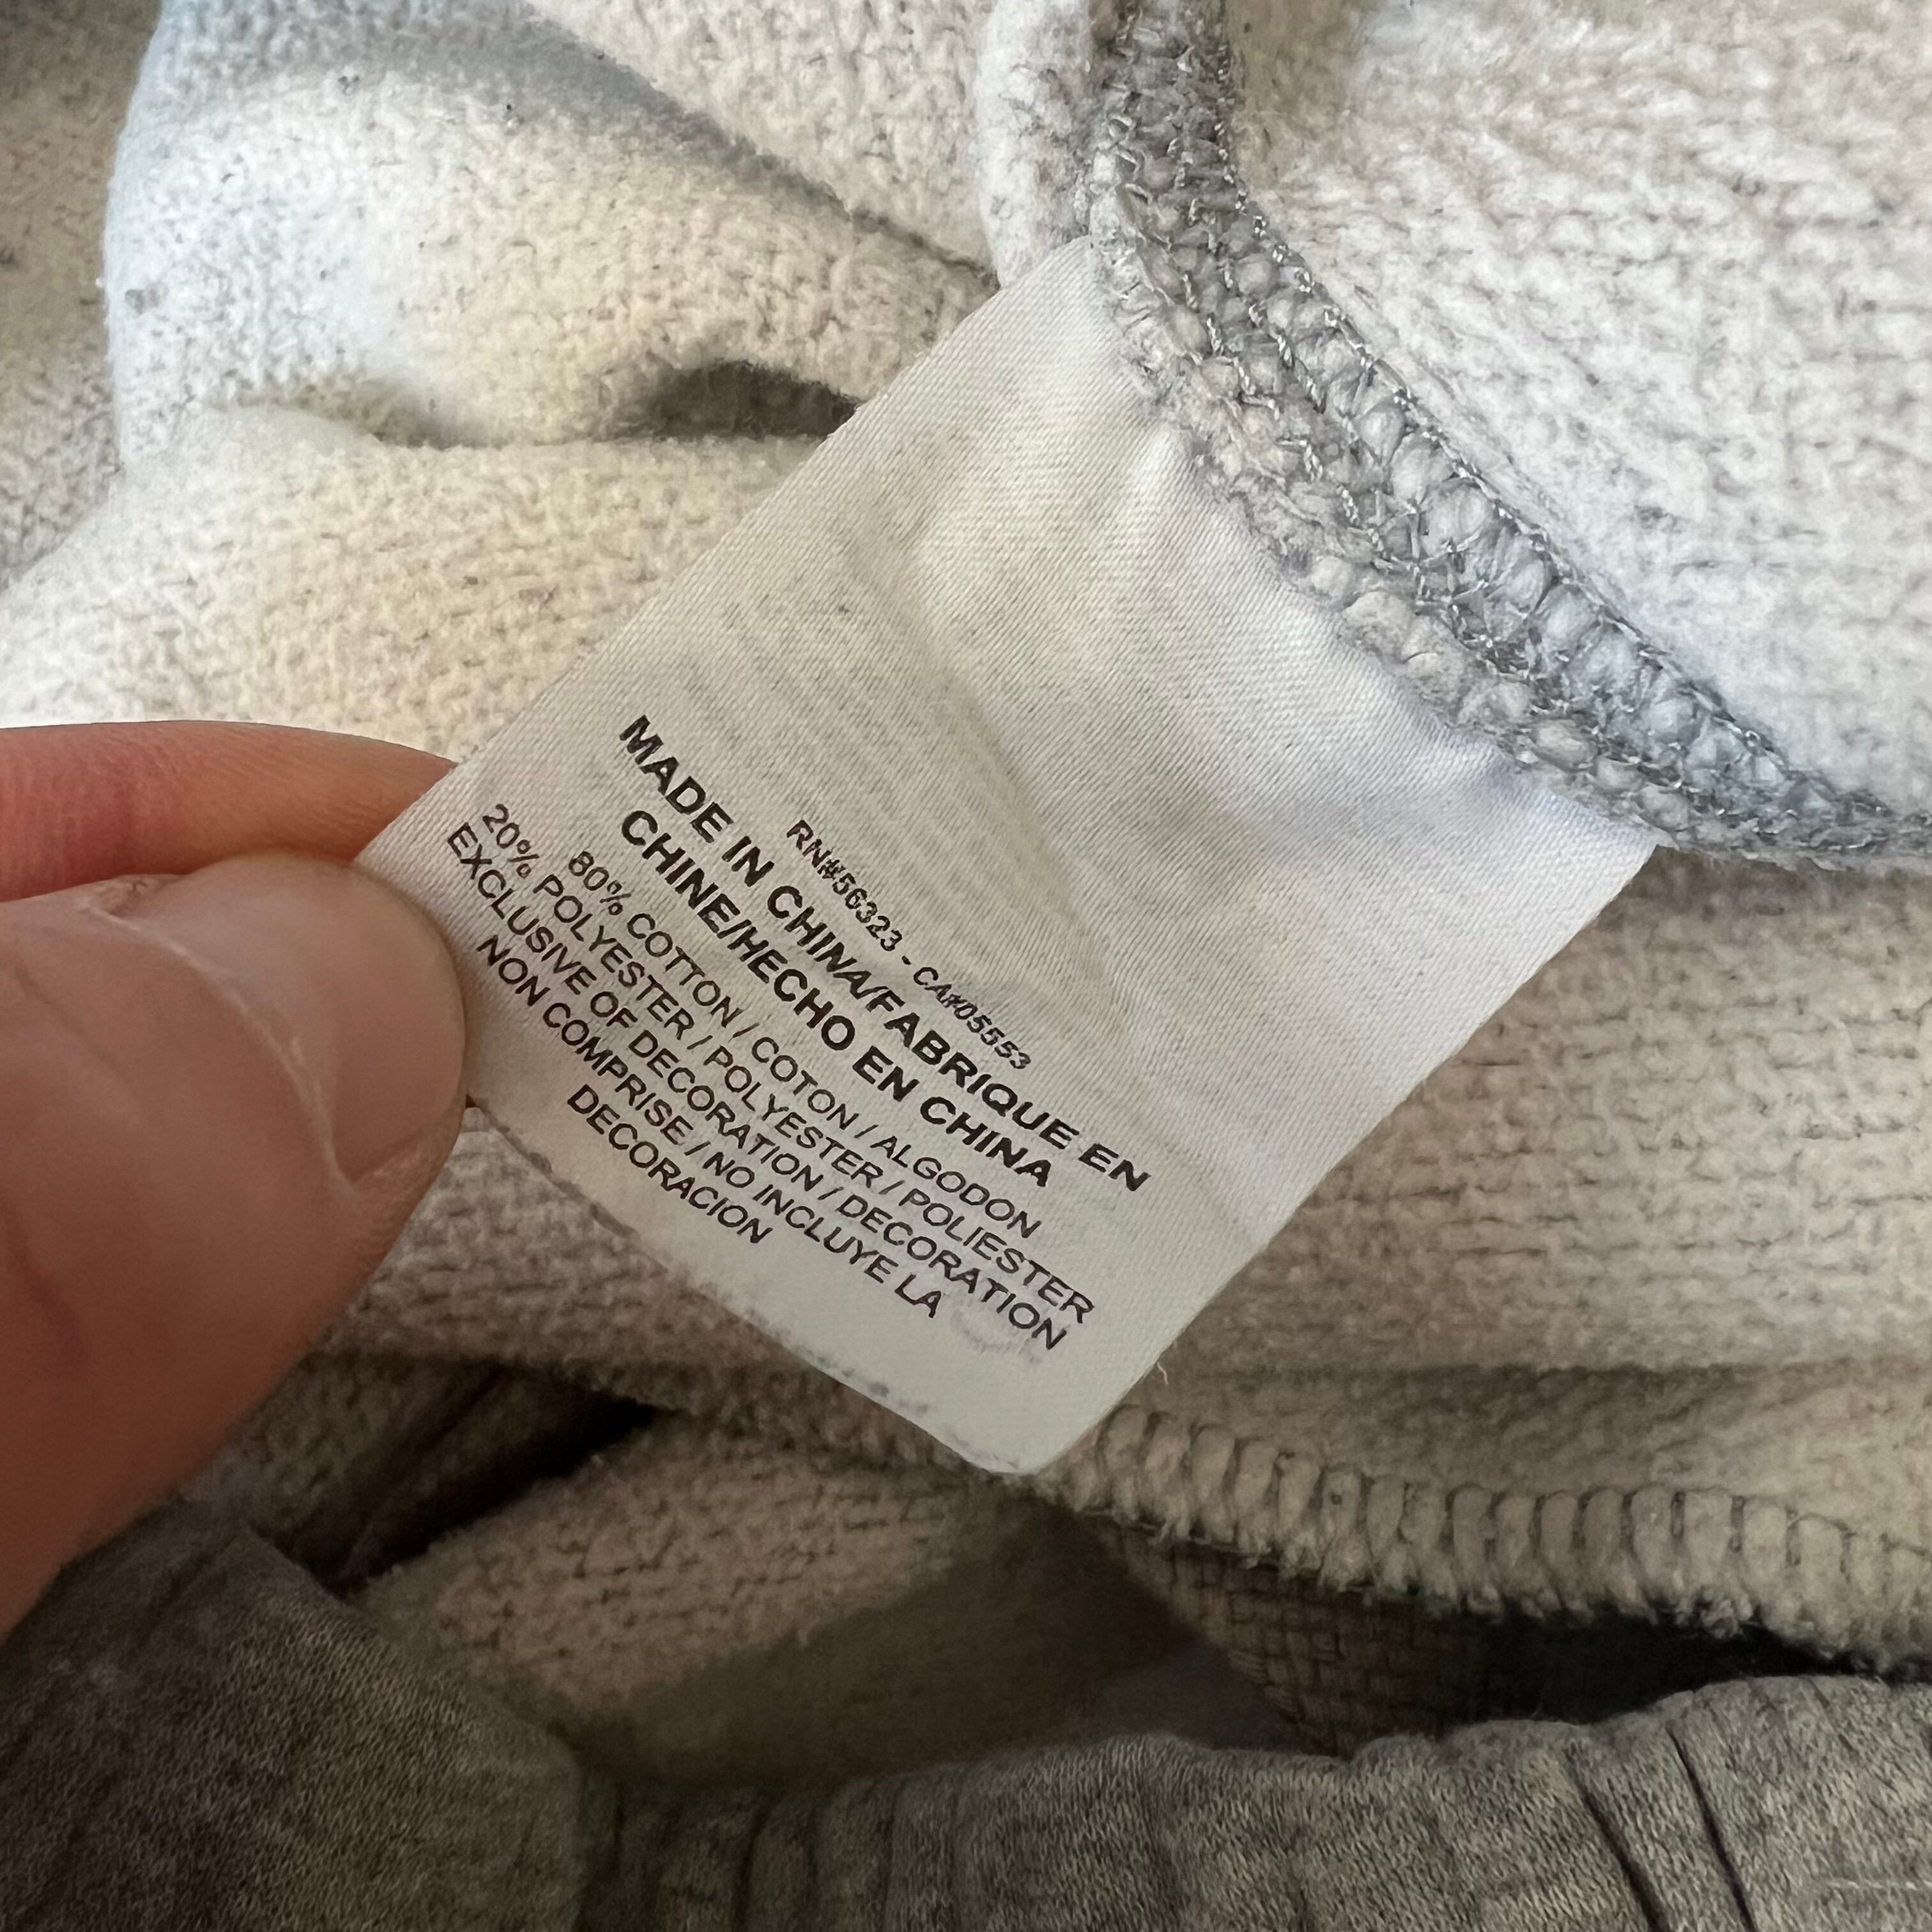 RN#56323 - CA#05553
MADE IN CHINA/FABRIQUE EN
CHINE/HECHO EN CHINA
80% COTTON / COTON / ALGODON
20% POLYESTER / POLYESTER / POLIESTER
EXCLUSIVE OF DECORATION / DECORATION
NON COMPRISE / NO INCLUYE LA
DECORACION